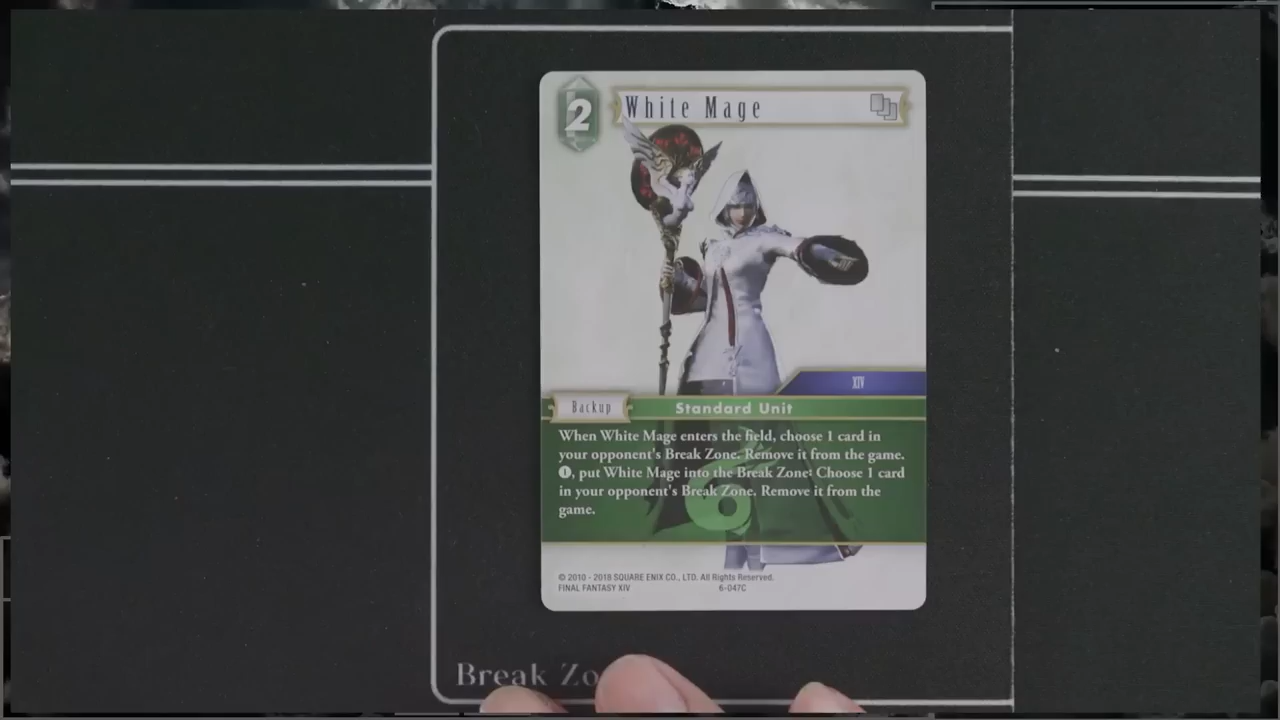 2
White Mage
XIV
Backup
Standard Unit
When White Mage enters the field, choose 1 card in
your opponent's Break Zone. Remove it from the game.
❶, put White Mage into the Break Zone: Choose 1 card
in your opponent's Break Zone. Remove it from the
game.
6
© 2010 - 2018 SQUARE ENIX CO., LTD. All Rights Reserved.
FINAL FANTASY XIV 6-047C
Break Zo